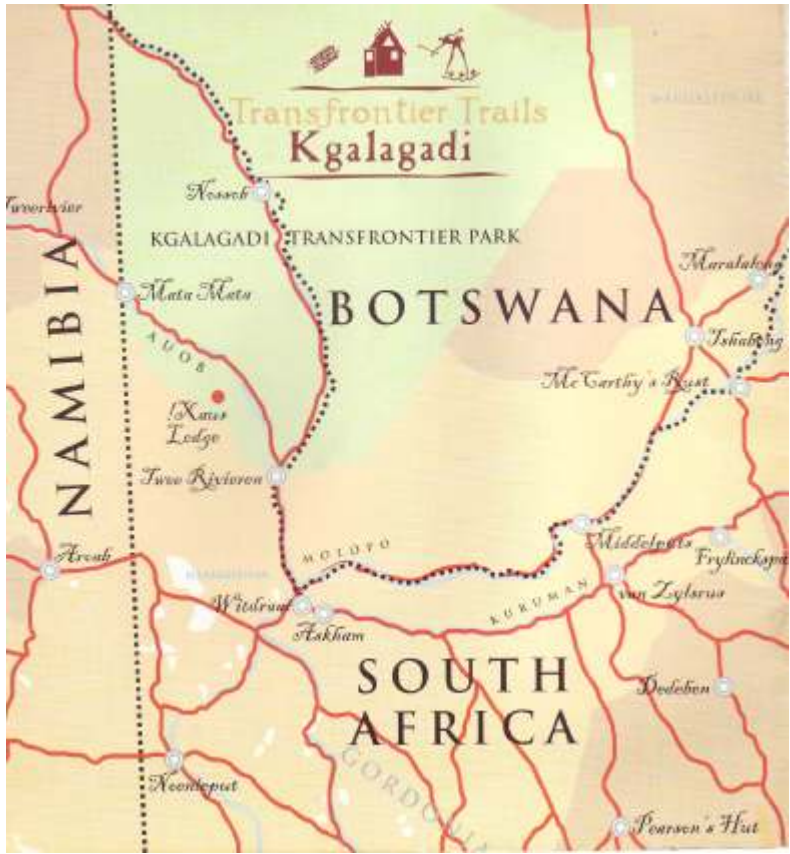 Transfrontier Trails
Kgalagadi
Nossob
KGALAGADI TRANSFRONTIER PARK
NAMIBIA
Mata Mata
BOTSWANA
AUOB
Tshabong
McCarthy's Rust
!Xaus
Lodge
Twee Rivieren
Aroab
MOLOPO
Middelputs
van Zylsrus
Witdraai
Askham
KURUMAN
SOUTH
AFRICA
Dedeben
GORDONIA
Noenieput
Pearson's Hut